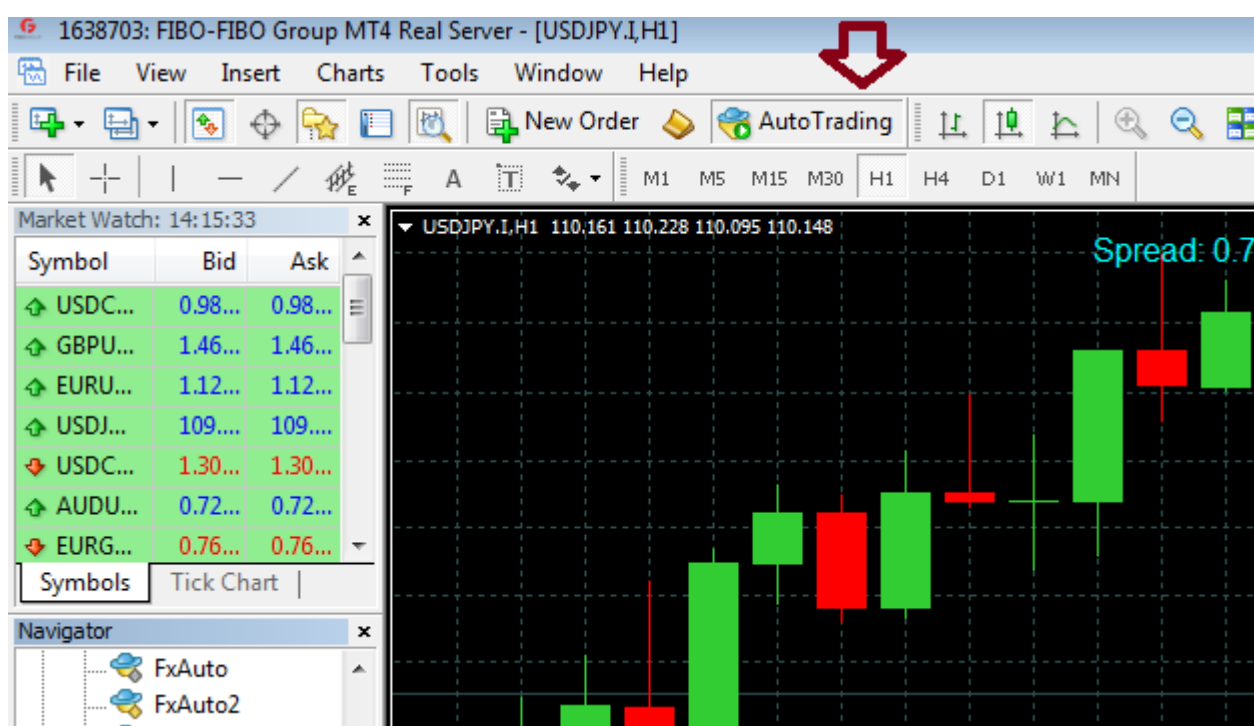 1638703: FIBO-FIBO Group MT4 Real Server - [USDJPY.I,H1]
File View Insert Charts Tools Window Help
New Order AutoTrading
E F A T M1 M5 M15 M30 H1 H4 D1 W1 MN
Market Watch: 14:15:33
USDJPY.I,H1 110.161 110.228 110.095 110.148
Spread: 0.7
Symbol Bid Ask
USDC... 0.98... 0.98...
GBPU... 1.46... 1.46...
EURU... 1.12... 1.12...
USDJ... 109.... 109....
USDC... 1.30... 1.30...
AUDU... 0.72... 0.72...
EURG... 0.76... 0.76...
Symbols Tick Chart
Navigator
FxAuto
FxAuto2